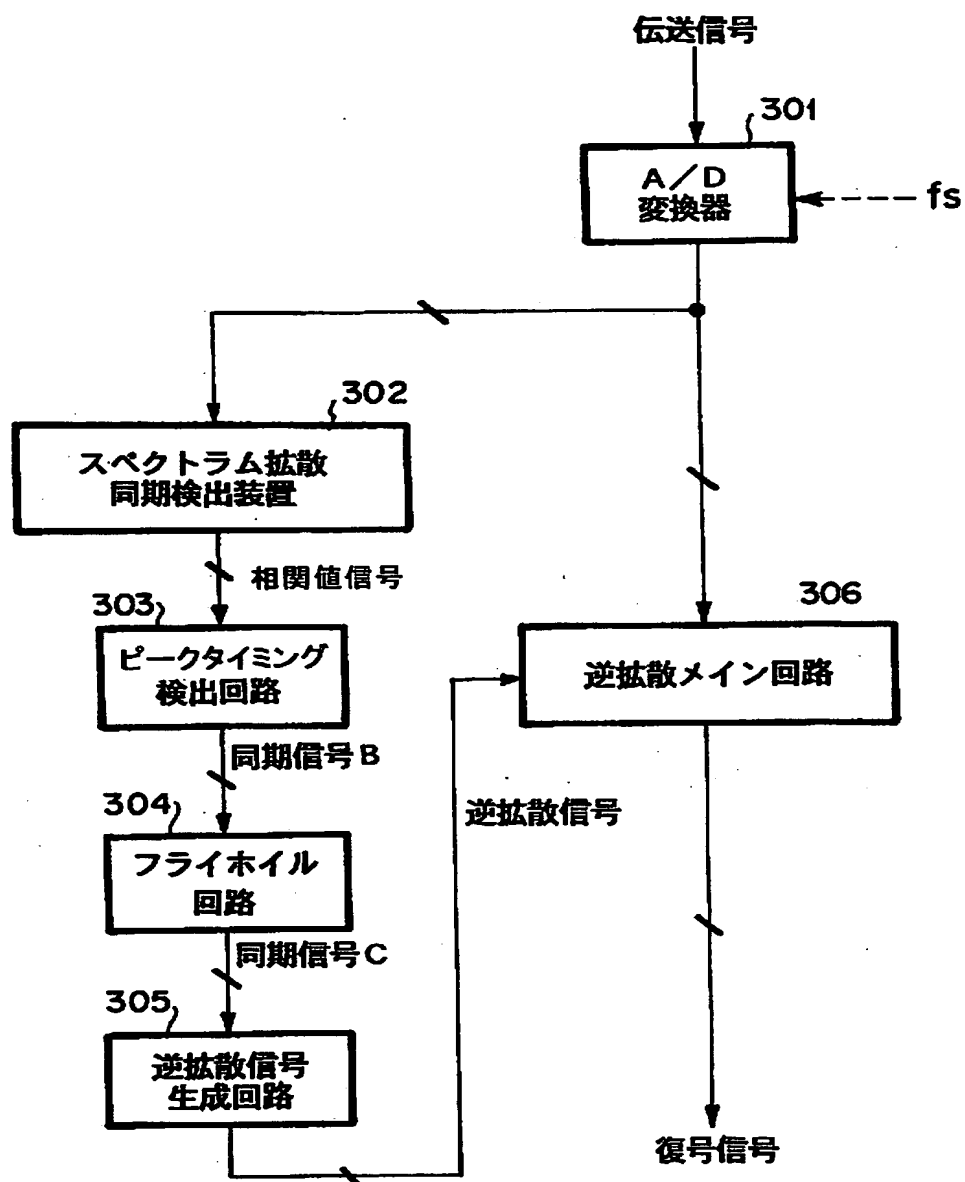 伝送信号
301
A/D
変換器
fs
302
スペクトラム拡散
同期検出装置
相関値信号
303
ピークタイミング
検出回路
306
逆拡散メイン回路
同期信号B
304
フライホイル
回路
逆拡散信号
同期信号C
305
逆拡散信号
生成回路
復号信号